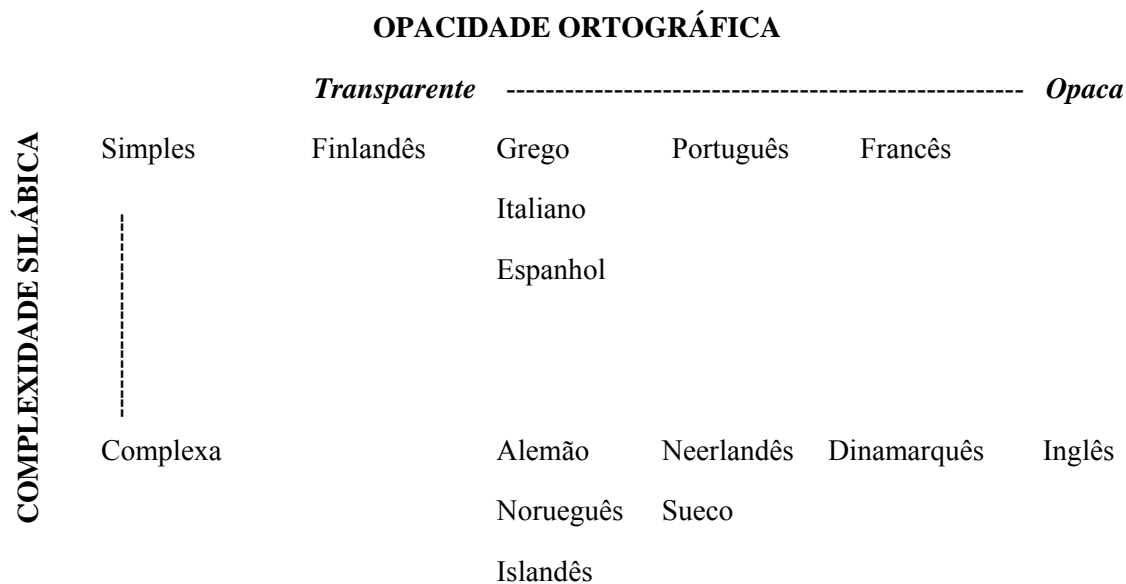 OPACIDADE ORTOGRÁFICA
Transparente ----------------------------------------------------- Opaca
COMPLEXIDADE SILÁBICA
Simples Finlandês Grego Português Francês
Italiano
Espanhol
Complexa Alemão Neerlandês Dinamarquês Inglês
Norueguês Sueco
Islandês